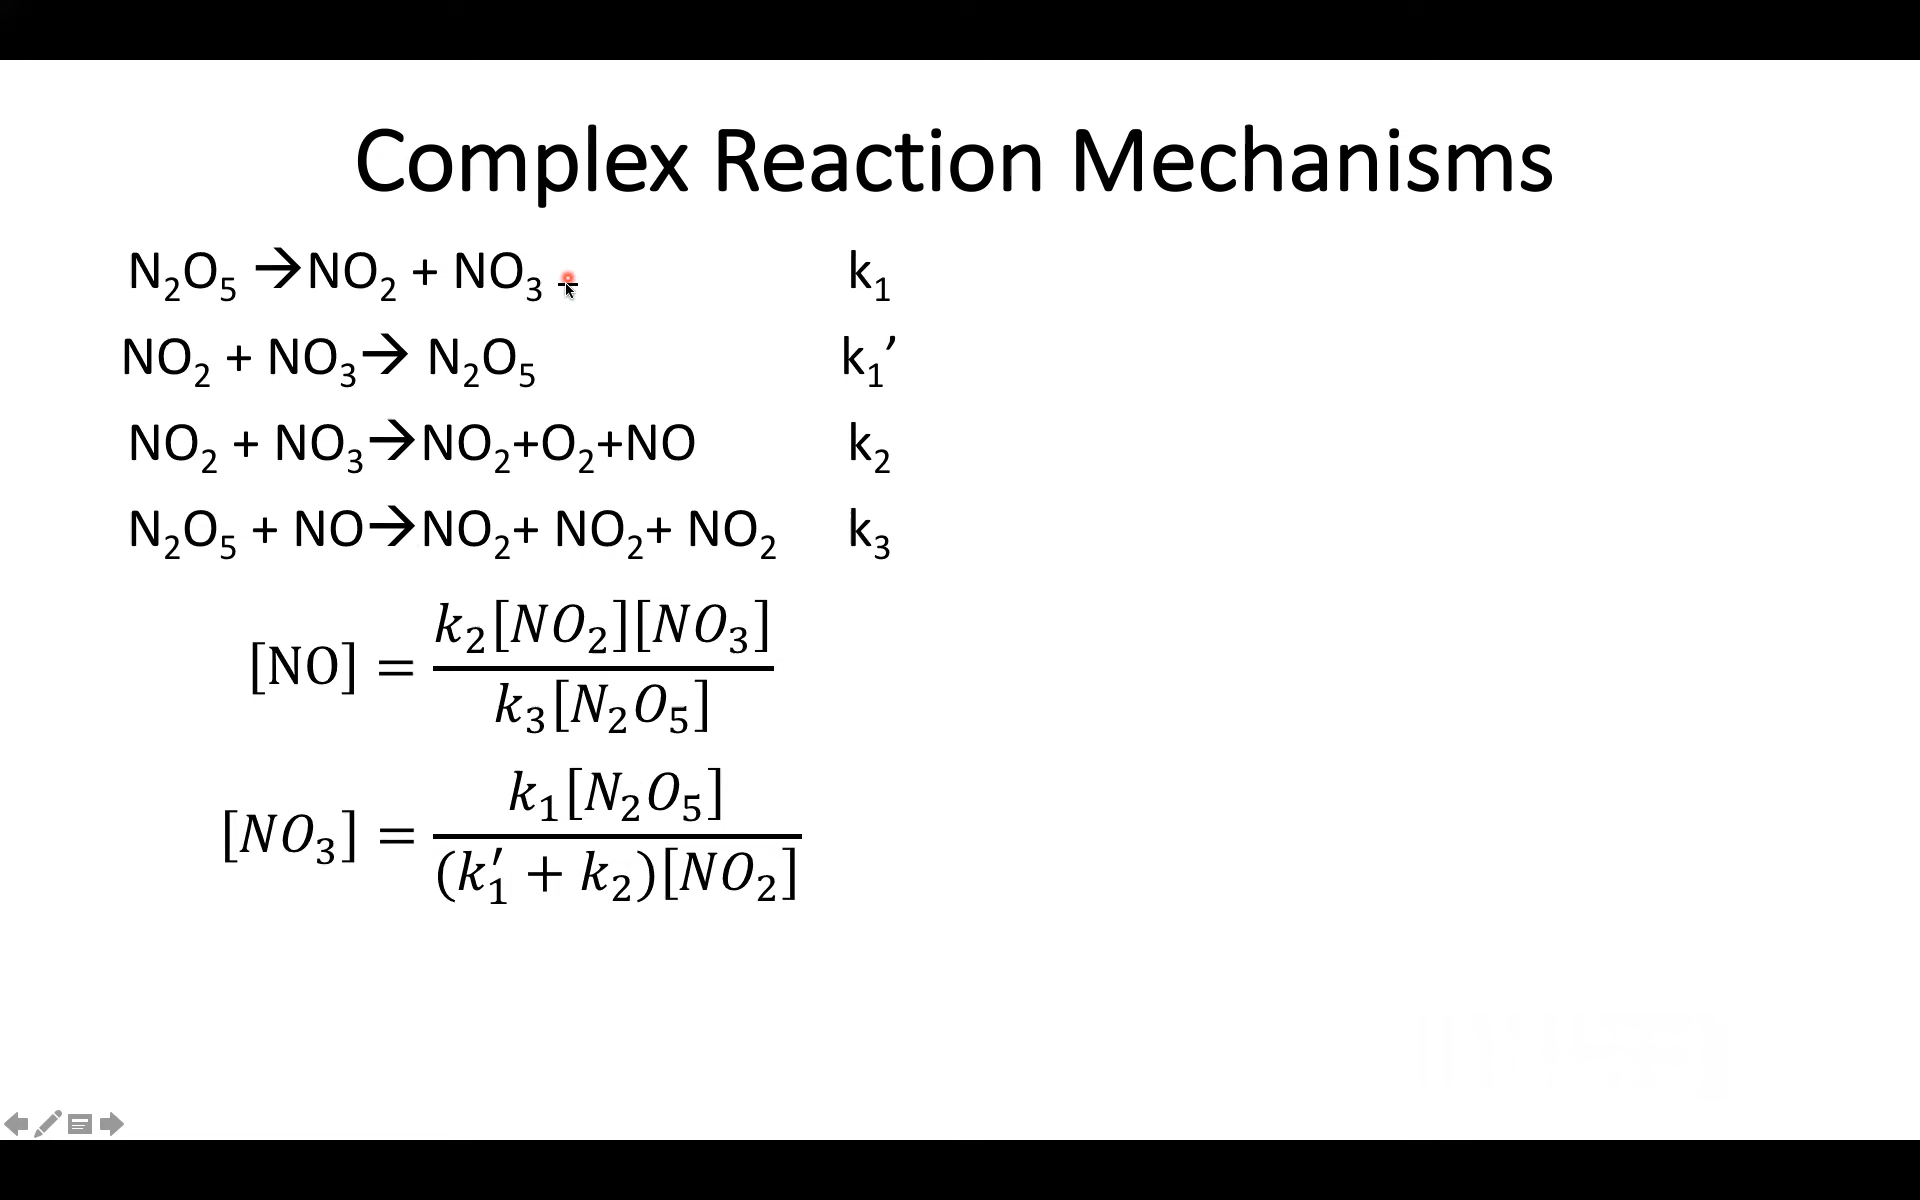 Complex Reaction Mechanisms
N₂O₅ →NO₂ + NO₃ k₁
NO₂ + NO₃→ N₂O₅ k₁’
NO₂ + NO₃→NO₂+O₂+NO k₂
N₂O₅ + NO→NO₂+ NO₂+ NO₂ k₃
[NO] = k₂[NO₂][NO₃] / k₃[N₂O₅]
[NO₃] = k₁[N₂O₅] / (k₁′ + k₂)[NO₂]